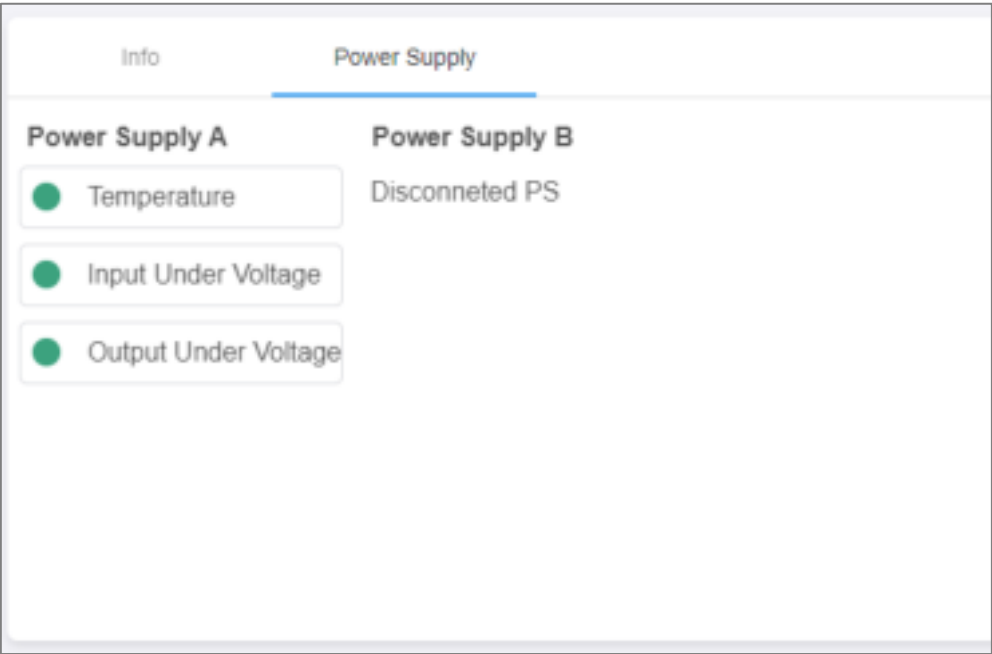 Info
Power Supply
Power Supply A
Temperature
Input Under Voltage
Output Under Voltage
Power Supply B
Disconneted PS